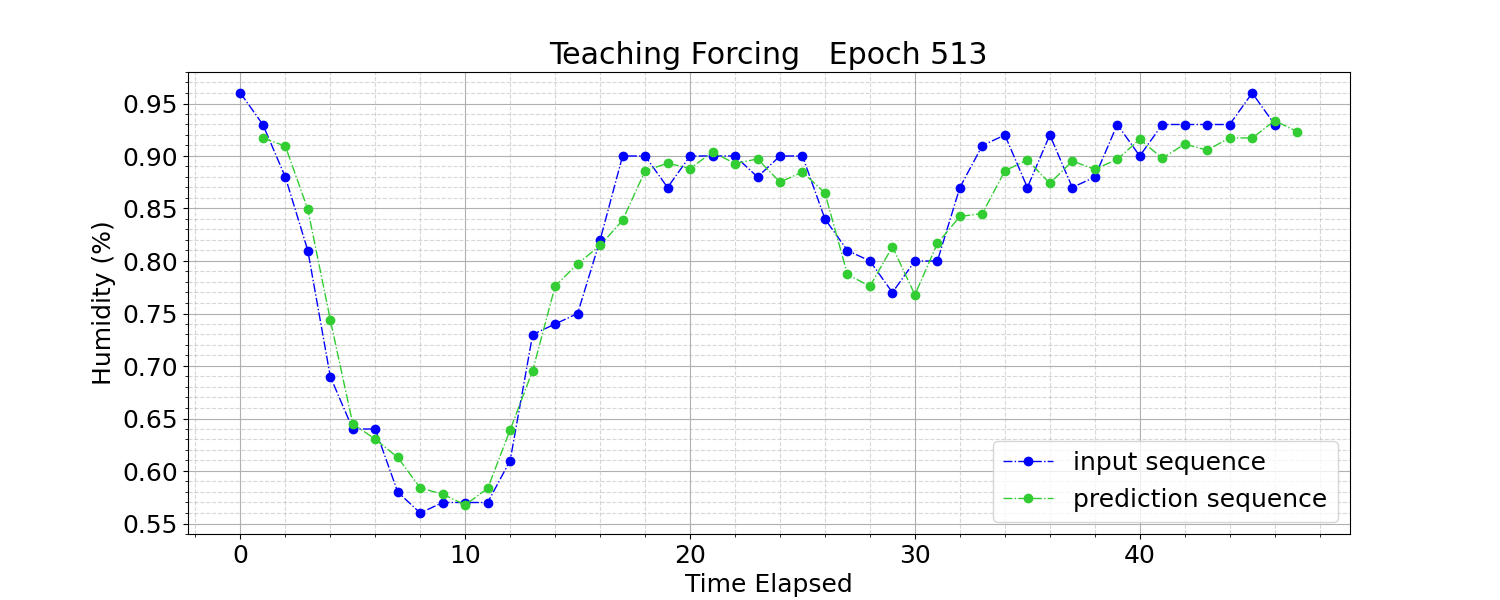 Teaching Forcing   Epoch 513
Humidity (%)
0.95
0.90
0.85
0.80
0.75
0.70
0.65
0.60
0.55
input sequence
prediction sequence
0 10 20 30 40
Time Elapsed